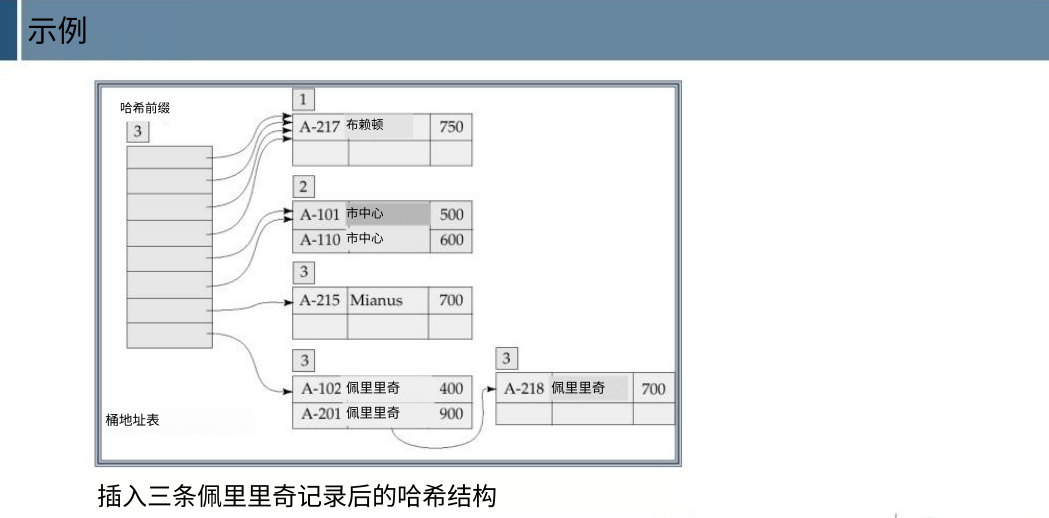 示例
哈希前缀
3
1
A-217 布赖顿 750
2
A-101 市中心 500
A-110 市中心 600
3
A-215 Mianus 700
3
A-102 佩里里奇 400
A-201 佩里里奇 900
3
A-218 佩里里奇 700
桶地址表
插入三条佩里里奇记录后的哈希结构